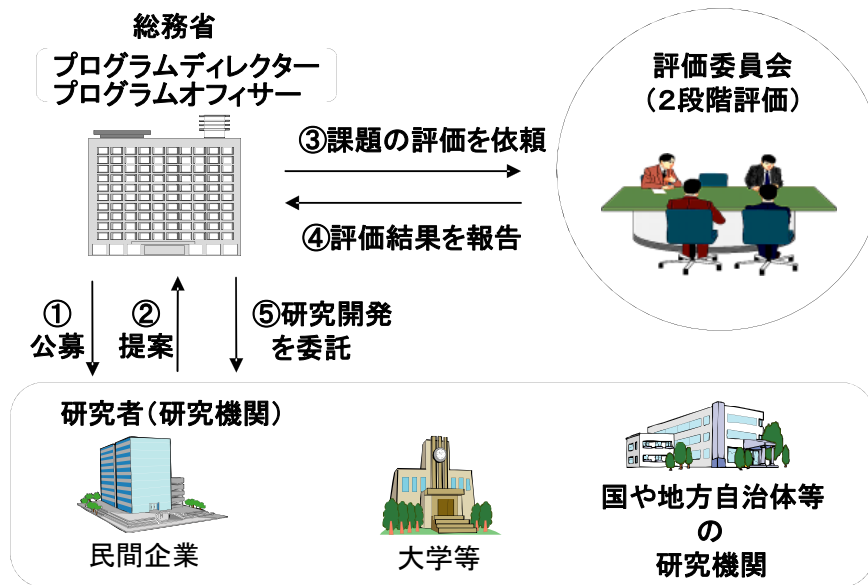 総務省
プログラムディレクター
プログラムオフィサー
評価委員会
（２段階評価）
③課題の評価を依頼
④評価結果を報告
①
公募
②
提案
⑤研究開発
を委託
研究者（研究機関）
民間企業
大学等
国や地方自治体等
の
研究機関